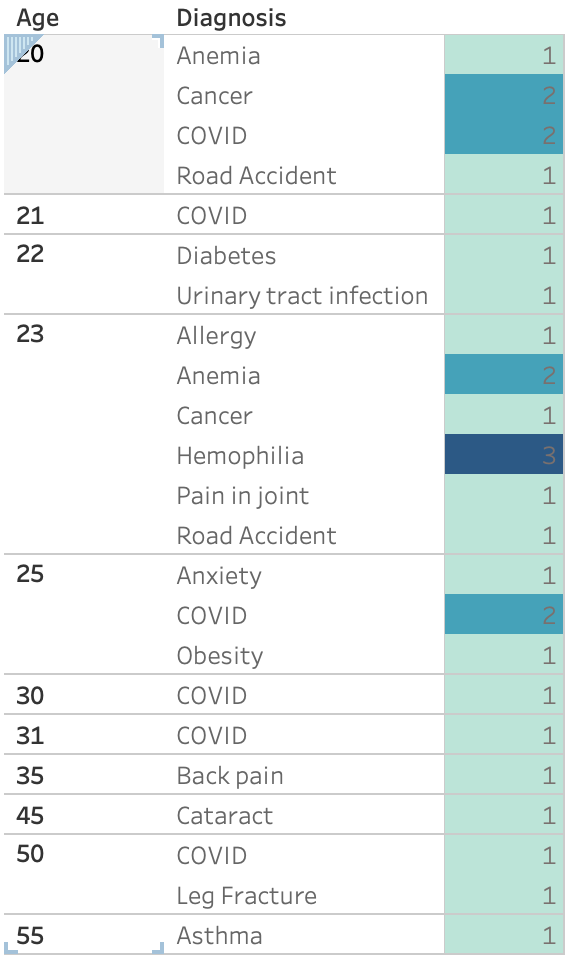 Age Diagnosis
20 Anemia 1
Cancer 2
COVID 2
Road Accident 1
21 COVID 1
22 Diabetes 1
Urinary tract infection 1
23 Allergy 1
Anemia 2
Cancer 1
Hemophilia 3
Pain in joint 1
Road Accident 1
25 Anxiety 1
COVID 2
Obesity 1
30 COVID 1
31 COVID 1
35 Back pain 1
45 Cataract 1
50 COVID 1
Leg Fracture 1
55 Asthma 1